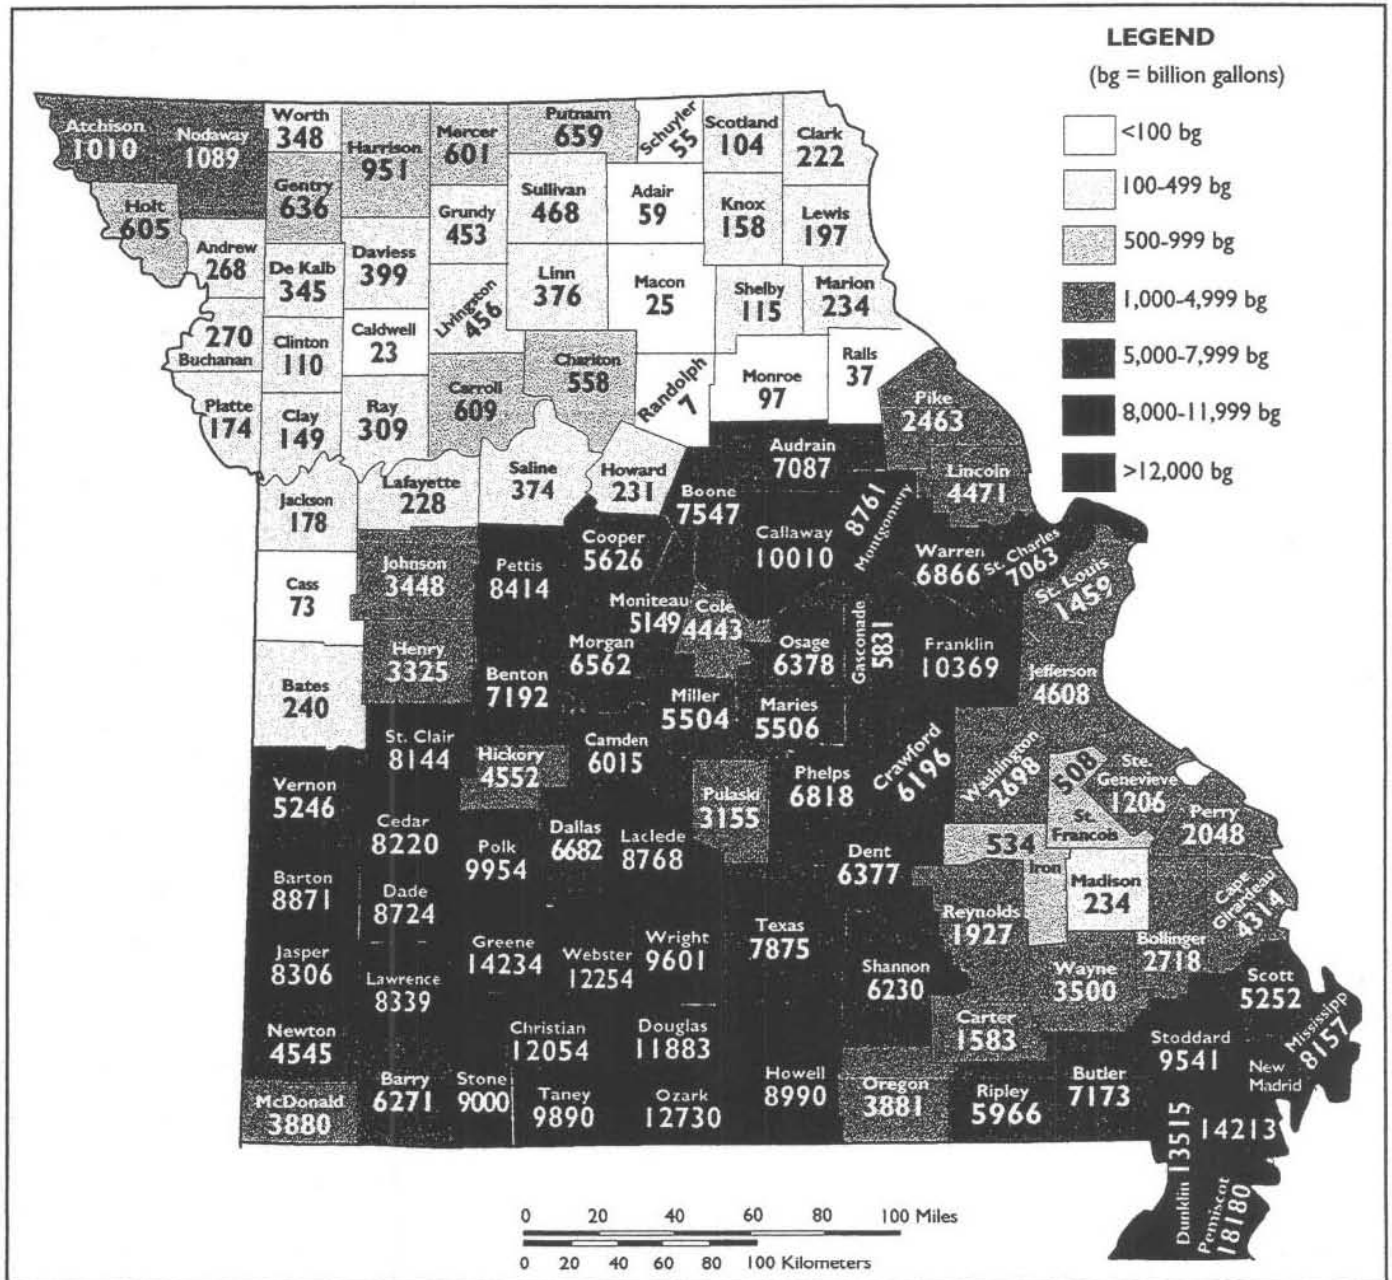 LEGEND
(bg = billion gallons)
<100 bg
100-499 bg
500-999 bg
1,000-4,999 bg
5,000-7,999 bg
8,000-11,999 bg
>12,000 bg
Atchison
1010
Nodaway
1089
Worth
348
Harrison
951
Mercer
601
Putnam
659
Schuyler
55
Scotland
104
Clark
222
Holt
605
Gentry
636
Grundy
453
Sullivan
468
Adair
59
Knox
158
Lewis
197
Andrew
268
De Kalb
345
Daviess
399
Livingston
456
Linn
376
Macon
25
Shelby
115
Marion
234
270
Buchanan
Clinton
110
Caldwell
23
Carroll
609
Chariton
558
Randolph
7
Monroe
97
Ralls
37
Pike
2463
Platte
174
Clay
149
Ray
309
Audrain
7087
Lincoln
4471
Jackson
178
Lafayette
228
Saline
374
Howard
231
Boone
7547
Callaway
10010
8761
Montgomery
Warren
6866
St. Charles
7063
St. Louis
1459
Cass
73
Johnson
3448
Pettis
8414
Cooper
5626
Moniteau
5149
Cole
4443
Osage
6378
Gasconade
5831
Franklin
10369
Jefferson
4608
Bates
240
Henry
3325
Benton
7192
Morgan
6562
Miller
5504
Maries
5506
St. Clair
8144
Hickory
4552
Camden
6015
Pulaski
3155
Phelps
6818
Crawford
6196
Washington
2698
508
St.
Francois
Ste.
Genevieve
1206
Perry
2048
Vernon
5246
Cedar
8220
Polk
9954
Dallas
6682
Laclede
8768
Dent
6377
534
Iron
Madison
234
Cape
Girardeau
4314
Barton
8871
Dade
8724
Greene
14234
Webster
12254
Wright
9601
Texas
7875
Shannon
6230
Reynolds
1927
Wayne
3500
Bollinger
2718
Scott
5252
Mississipp
8157
Jasper
8306
Lawrence
8339
Newton
4545
Christian
12054
Douglas
11883
Howell
8990
Carter
1583
Stoddard
9541
New
Madrid
14213
McDonald
3880
Barry
6271
Stone
9000
Taney
9890
Ozark
12730
Oregon
3881
Ripley
5966
Butler
7173
Dunklin
13515
Pemiscot
18180
0 20 40 60 80 100 Miles
0 20 40 60 80 100 Kilometers